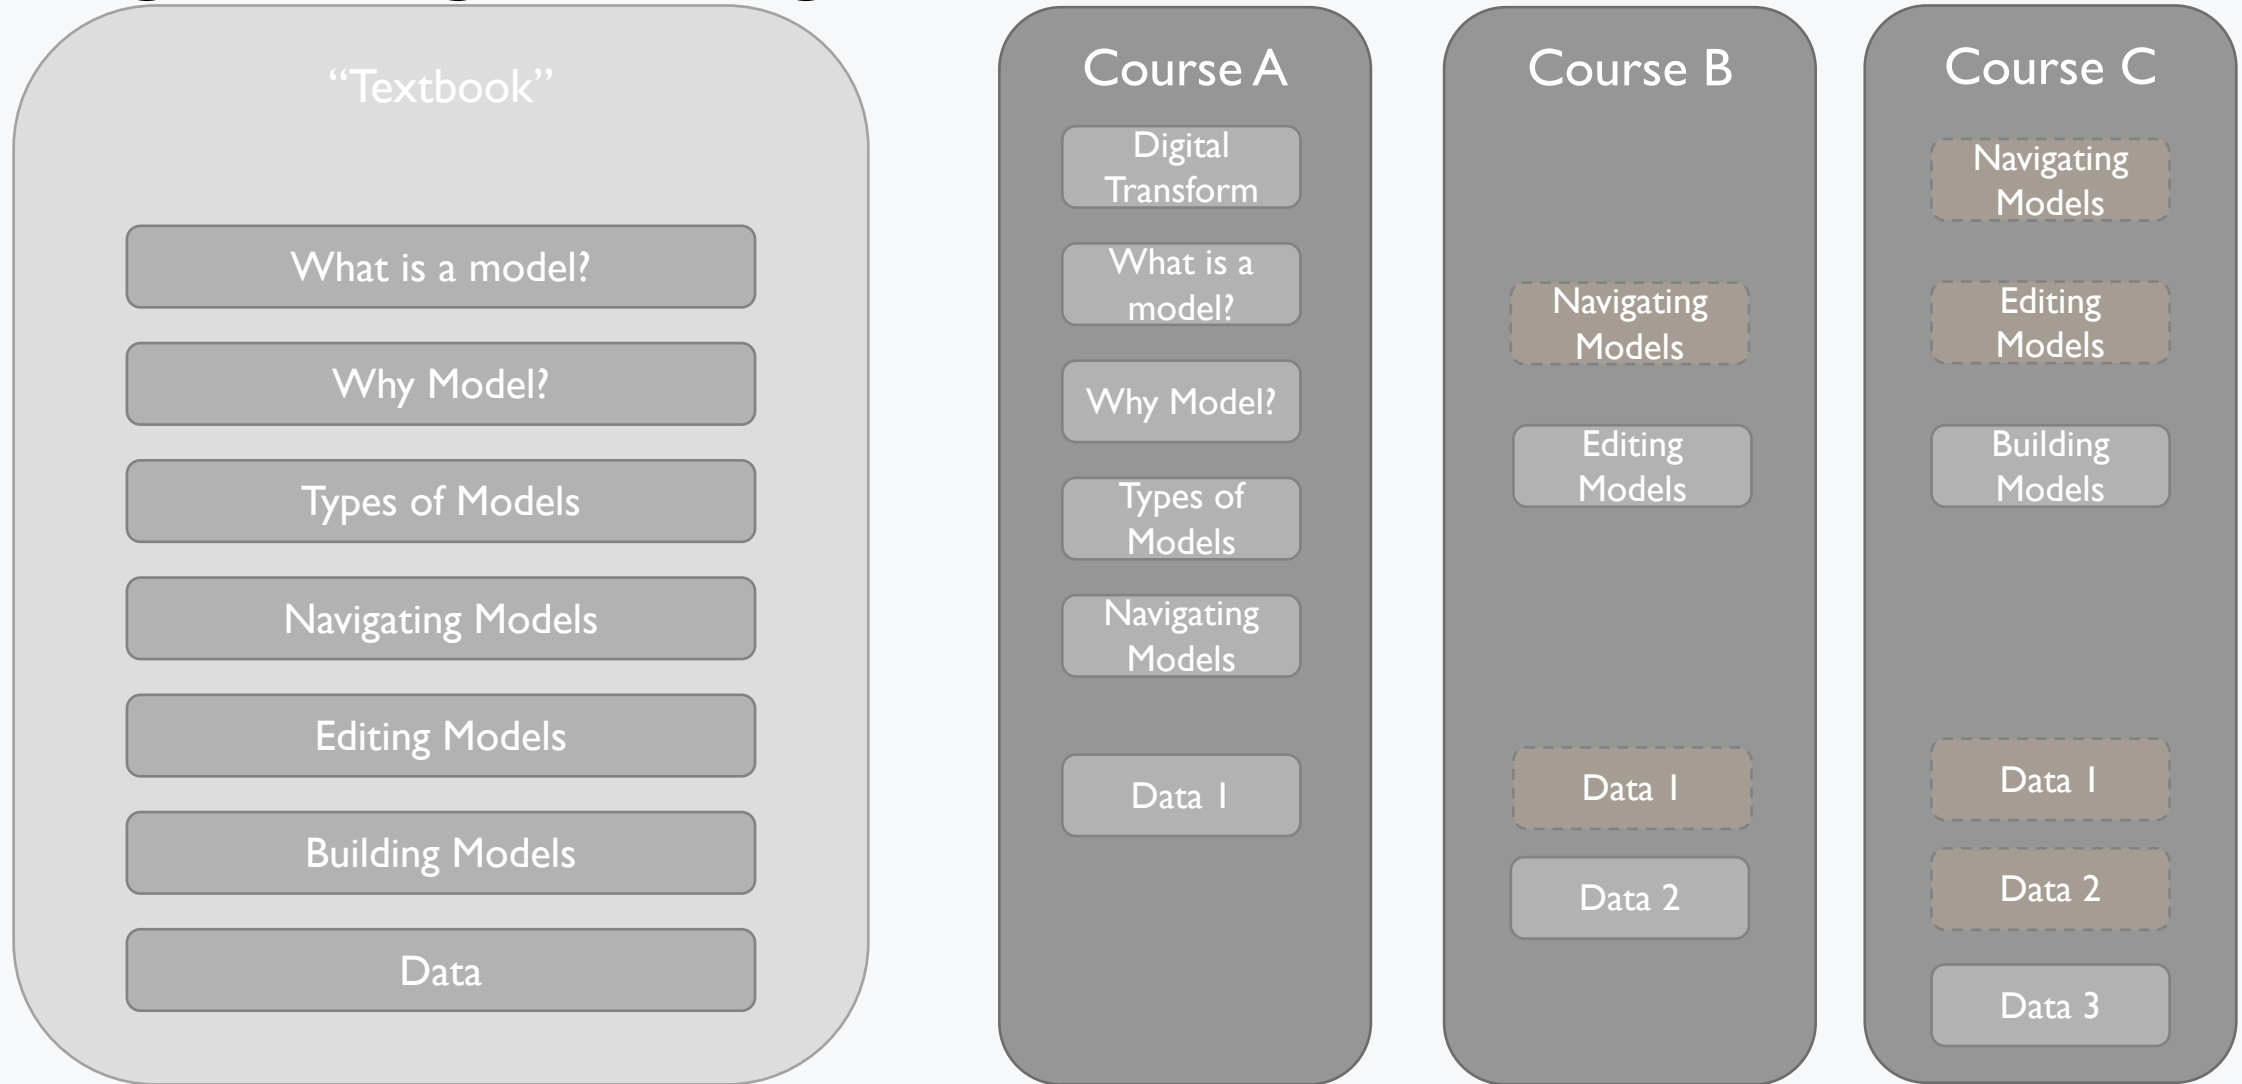 “Textbook”
What is a model?
Why Model?
Types of Models
Navigating Models
Editing Models
Building Models
Data
Course A
Digital
Transform
What is a
model?
Why Model?
Types of
Models
Navigating
Models
Data 1
Course B
Navigating
Models
Editing
Models
Data 1
Data 2
Course C
Navigating
Models
Editing
Models
Building
Models
Data 1
Data 2
Data 3